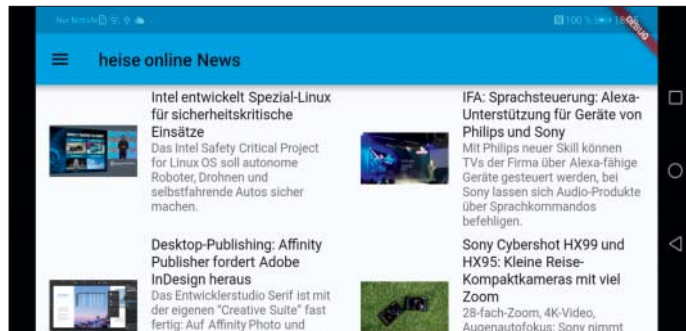 Nur Notrufe
100 %
DEBUG
heise online News
Intel entwickelt Spezial-Linux
für sicherheitskritische
Einsätze
Das Intel Safety Critical Project
for Linux OS soll autonome
Roboter, Drohnen und
selbstfahrende Autos sicher
machen.
IFA: Sprachsteuerung: Alexa-
Unterstützung für Geräte von
Philips und Sony
Mit Philips neuer Skill können
TVs der Firma über Alexa-fähige
Geräte gesteuert werden, bei
Sony lassen sich Audio-Produkte
über Sprachkommandos
befehligen.
Desktop-Publishing: Affinity
Publisher fordert Adobe
InDesign heraus
Das Entwicklerstudio Serif ist mit
der eigenen "Creative Suite" fast
fertig: Auf Affinity Photo und
Sony Cybershot HX99 und
HX95: Kleine Reise-
Kompaktkameras mit viel
Zoom
28-fach-Zoom, 4K-Video,
Augenautofokus: Sony nimmt